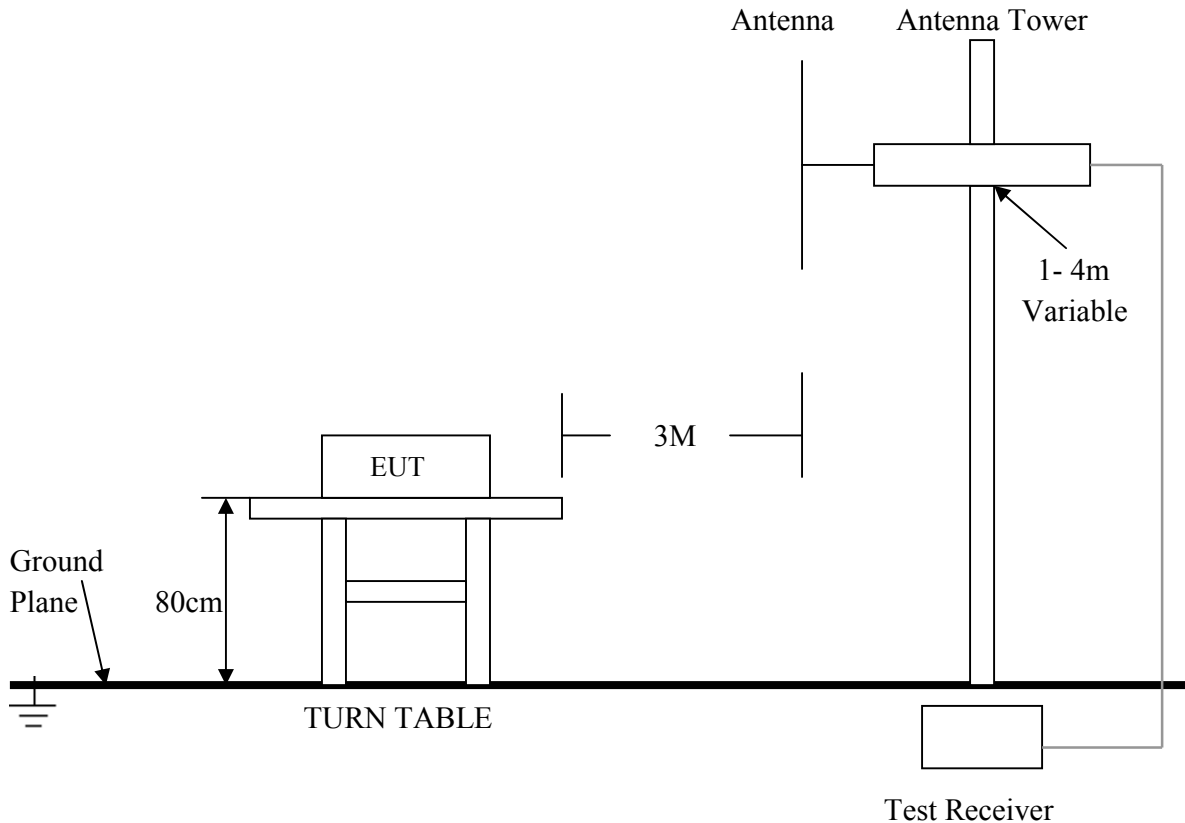 Antenna
Antenna Tower
1- 4m
Variable
3M
EUT
Ground
Plane
80cm
TURN TABLE
Test Receiver